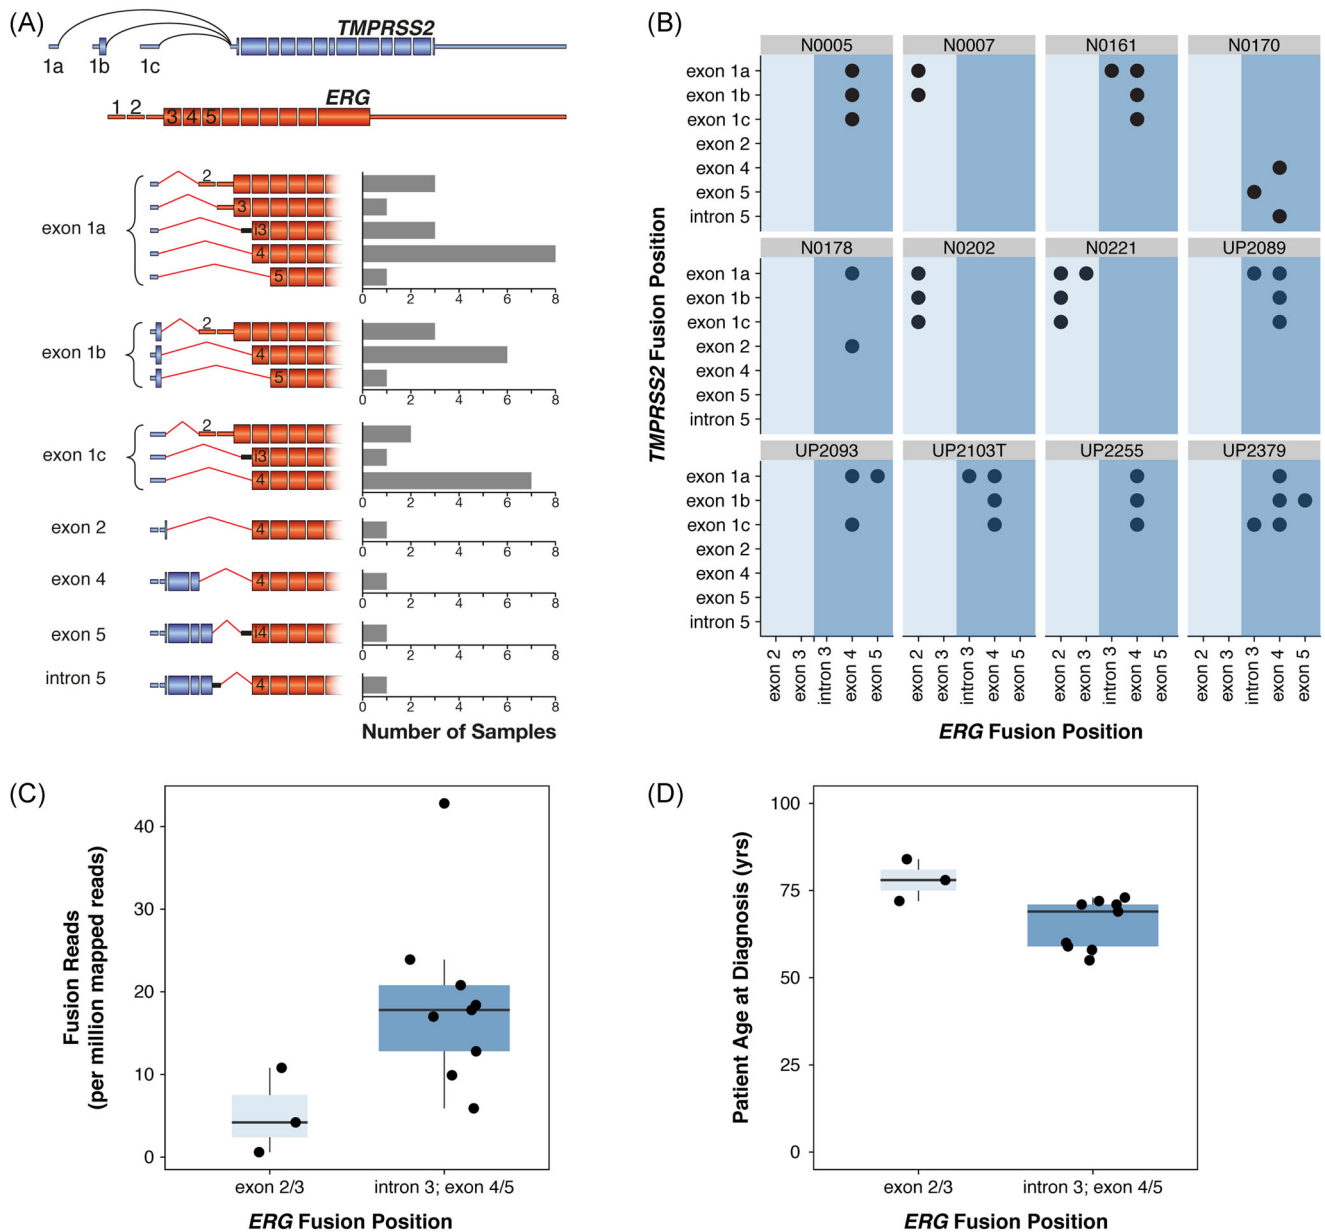 (A)
TMPRSS2
1a 1b 1c
ERG
1 2 3 4 5
exon 1a
2
3
i3
4
5
0 2 4 6 8
exon 1b
2
4
5
0 2 4 6 8
exon 1c
2
i3
4
0 2 4 6 8
exon 2
4
0 2 4 6 8
exon 4
4
0 2 4 6 8
exon 5
i4
0 2 4 6 8
intron 5
4
0 2 4 6 8
Number of Samples
(B)
TMPRSS2 Fusion Position
N0005 N0007 N0161 N0170
exon 1a
exon 1b
exon 1c
exon 2
exon 4
exon 5
intron 5
N0178 N0202 N0221 UP2089
exon 1a
exon 1b
exon 1c
exon 2
exon 4
exon 5
intron 5
UP2093 UP2103T UP2255 UP2379
exon 1a
exon 1b
exon 1c
exon 2
exon 4
exon 5
intron 5
exon 2 exon 3 intron 3 exon 4 exon 5 exon 2 exon 3 intron 3 exon 4 exon 5 exon 2 exon 3 intron 3 exon 4 exon 5 exon 2 exon 3 intron 3 exon 4 exon 5
ERG Fusion Position
(C)
Fusion Reads
(per million mapped reads)
40
30
20
10
0
exon 2/3 intron 3; exon 4/5
ERG Fusion Position
(D)
Patient Age at Diagnosis (yrs)
100
75
50
25
0
exon 2/3 intron 3; exon 4/5
ERG Fusion Position